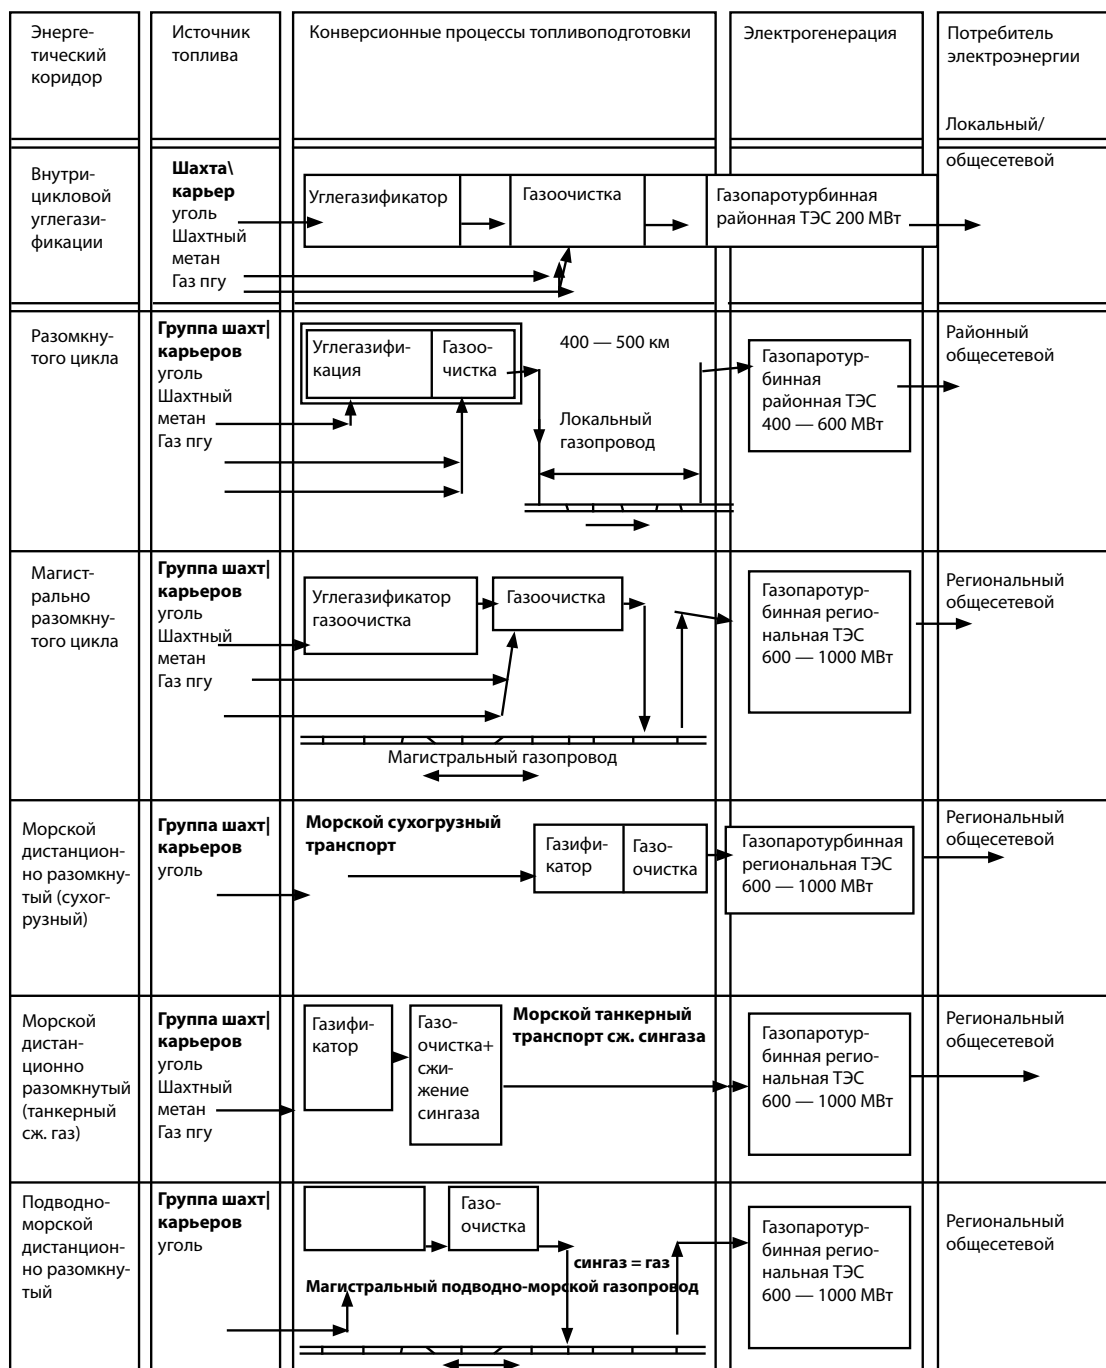 Энерге-
тический
коридор
Источник
топлива
Конверсионные процессы топливоподготовки
Электрогенерация
Потребитель
электроэнергии
Локальный/
общесетевой
Внутри-
цикловой
углегази-
фикации
Шахта\
карьер
уголь
Шахтный
метан
Газ пгу
Углегазификатор
Газоочистка
Газопаротурбинная
районная ТЭС 200 МВт
Разомкну-
того цикла
Группа шахт|
карьеров
уголь
Шахтный
метан
Газ пгу
Углегазифи-
кация
Газоо-
чистка
400 — 500 км
Локальный
газопровод
Газопаротур-
бинная
районная ТЭС
400 — 600 МВт
Районный
общесетевой
Магист-
рально
разомкну-
того цикла
Группа шахт|
карьеров
уголь
Шахтный
метан
Газ пгу
Углегазификатор
газоочистка
Газоочистка
Магистральный газопровод
Газопаротур-
бинная регио-
нальная ТЭС
600 — 1000 МВт
Региональный
общесетевой
Морской
дистанцион-
но разомкну-
тый (сухог-
рузный)
Группа шахт|
карьеров
уголь
Морской сухогрузный
транспорт
Газифи-
катор
Газо-
очистка
Газопаротурбинная
региональная ТЭС
600 — 1000 МВт
Региональный
общесетевой
Морской
дистан-
ционно
разомкнутый
(танкерный
сж. газ)
Группа шахт|
карьеров
уголь
Шахтный
метан
Газ пгу
Газифи-
катор
Газо-
очистка+
сжи-
жение
сингаза
Морской танкерный
транспорт сж. сингаза
Газопаротур-
бинная регио-
нальная ТЭС
600 — 1000 МВт
Региональный
общесетевой
Подводно-
морской
дистанцион-
но разомкну-
тый
Группа шахт|
карьеров
уголь
Газо-
очистка
сингаз = газ
Магистральный подводно-морской газопровод
Газопаротур-
бинная регио-
нальная ТЭС
600 — 1000 МВт
Региональный
общесетевой